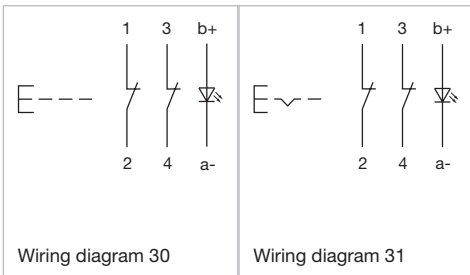 1 3 b+
2 4 a-
Wiring diagram 30
1 3 b+
2 4 a-
Wiring diagram 31